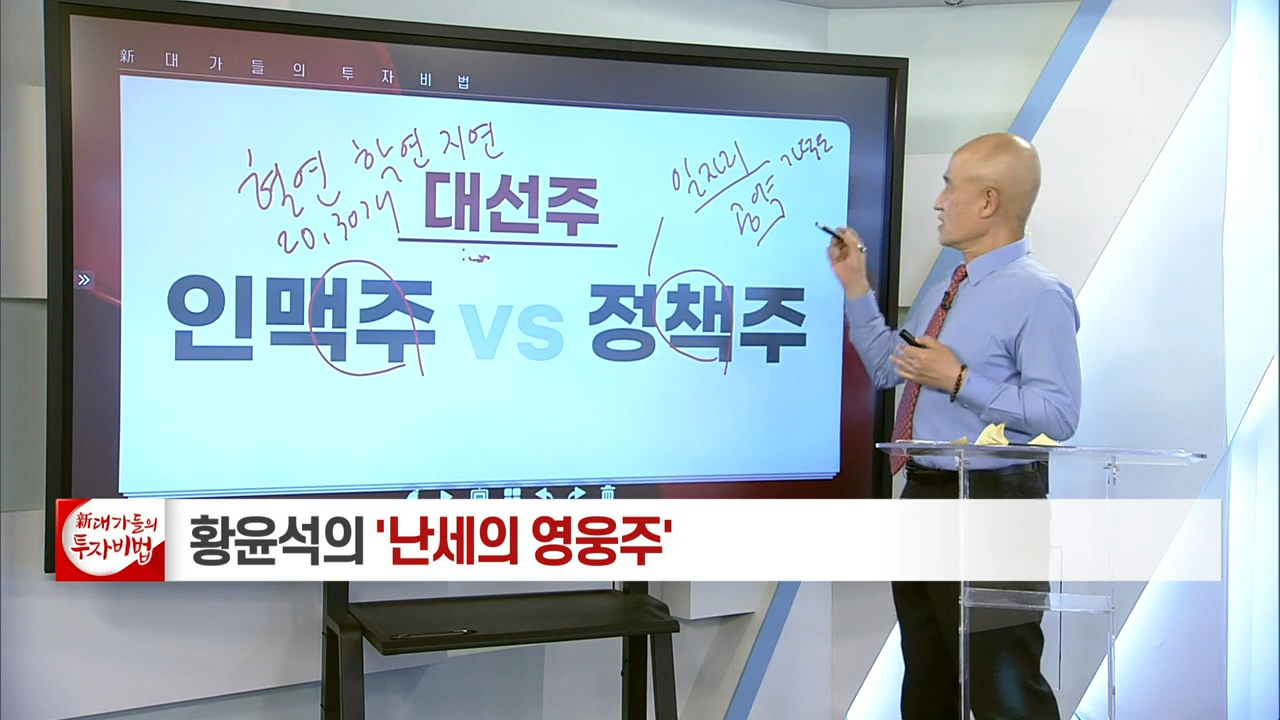 新 대 가 들 의 투 자 비 법
혈연 학연 지연
20, 30개
대선주
일자리
공약
인맥주 vs 정책주
新대가들의
투자비법
황윤석의 '난세의 영웅주'